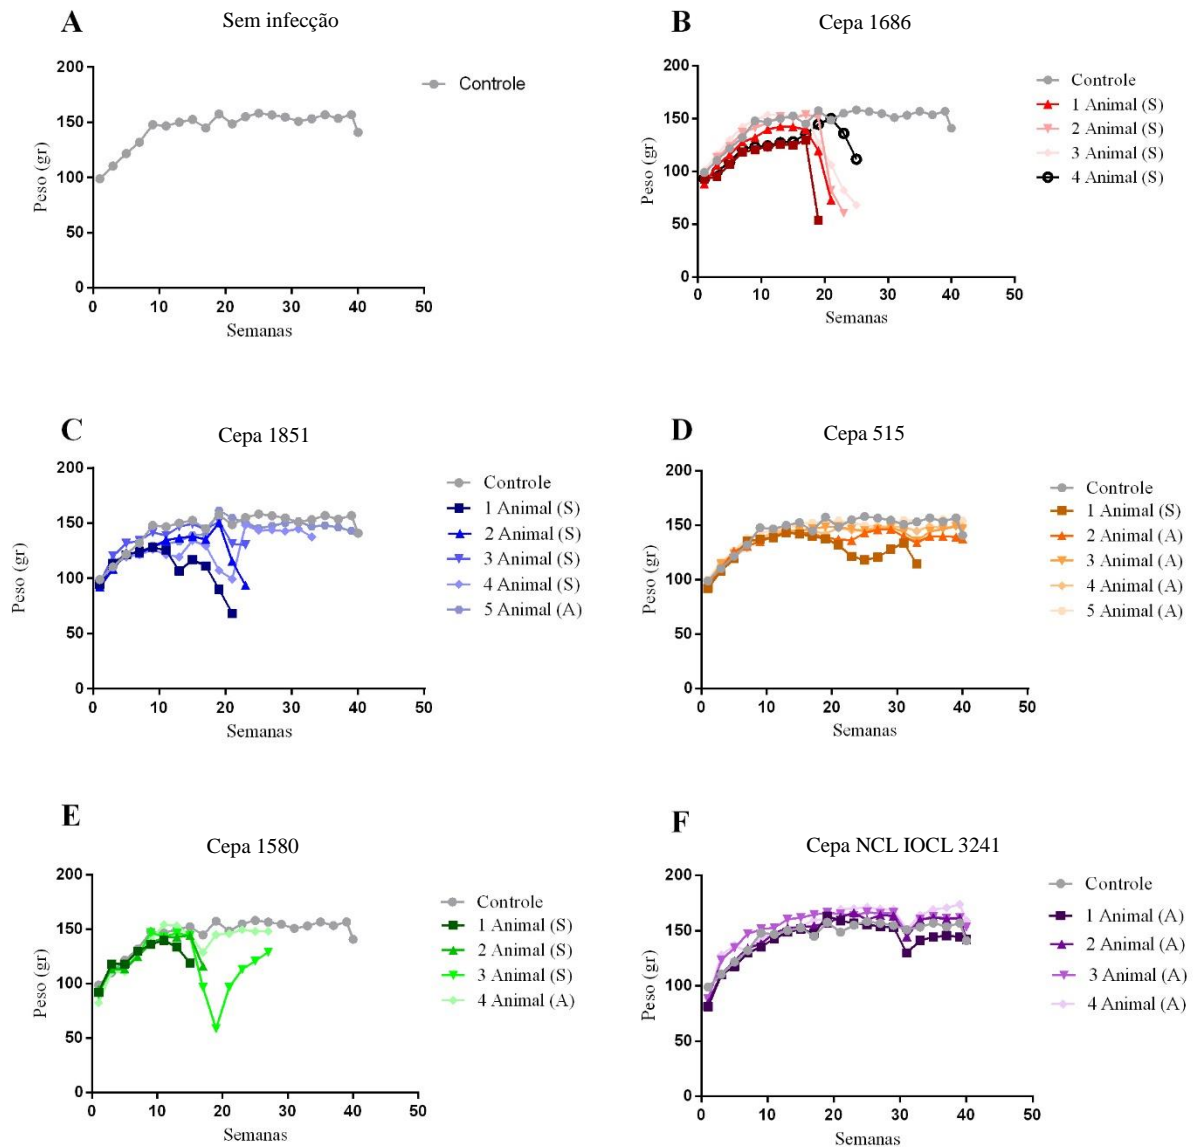 A
Sem infecção
200
150
100
50
0
0 10 20 30 40 50
Peso (gr)
Semanas
Controle
B
Cepa 1686
200
150
100
50
0
0 10 20 30 40 50
Peso (gr)
Semanas
Controle
1 Animal (S)
2 Animal (S)
3 Animal (S)
4 Animal (S)
C
Cepa 1851
200
150
100
50
0
0 10 20 30 40 50
Peso (gr)
Semanas
Controle
1 Animal (S)
2 Animal (S)
3 Animal (S)
4 Animal (S)
5 Animal (A)
D
Cepa 515
200
150
100
50
0
0 10 20 30 40 50
Peso (gr)
Semanas
Controle
1 Animal (S)
2 Animal (A)
3 Animal (A)
4 Animal (A)
5 Animal (A)
E
Cepa 1580
200
150
100
50
0
0 10 20 30 40 50
Peso (gr)
Semanas
Controle
1 Animal (S)
2 Animal (S)
3 Animal (S)
4 Animal (A)
F
Cepa NCL IOCL 3241
200
150
100
50
0
0 10 20 30 40 50
Peso (gr)
Semanas
Controle
1 Animal (A)
2 Animal (A)
3 Animal (A)
4 Animal (A)